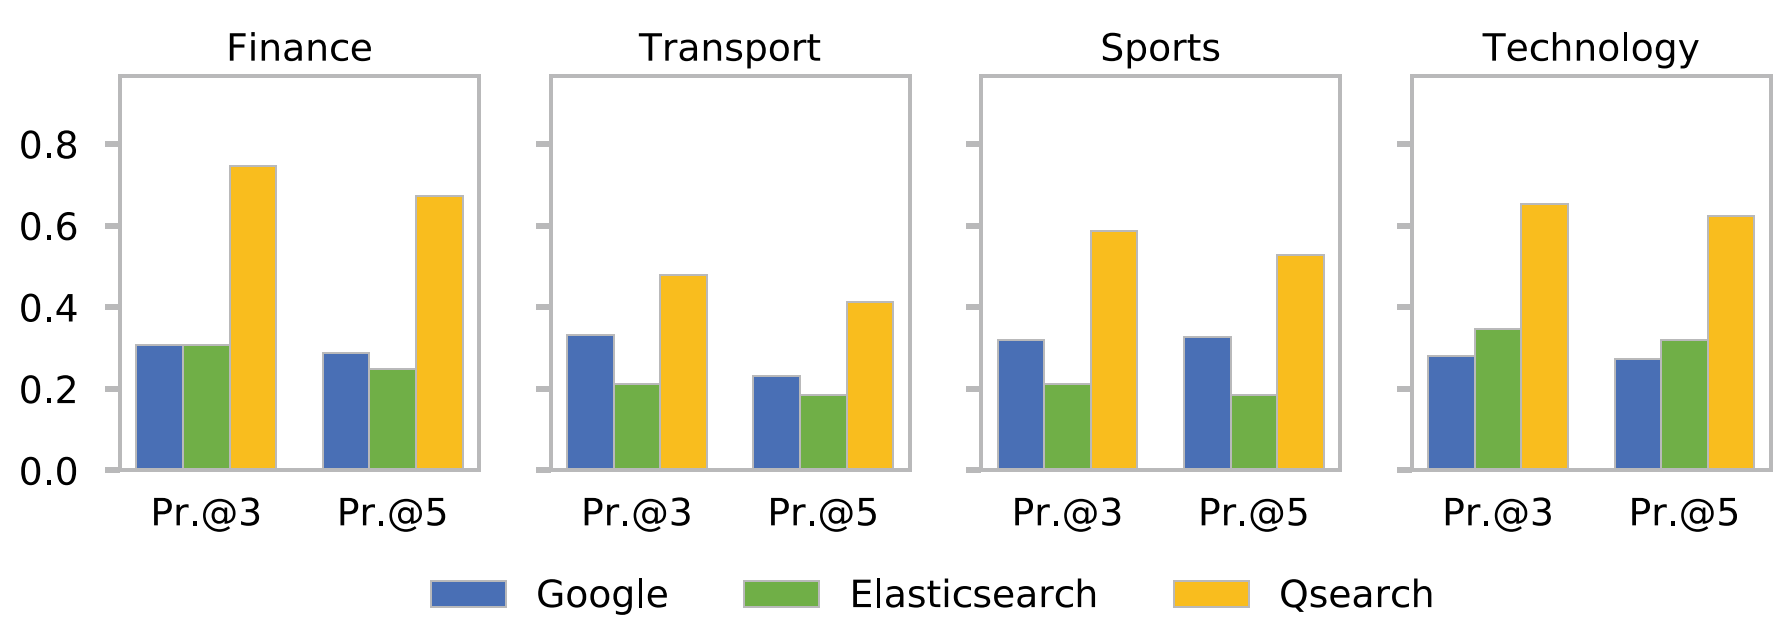 Finance Transport Sports Technology
0.8
0.6
0.4
0.2
0.0
Pr.@3 Pr.@5 Pr.@3 Pr.@5 Pr.@3 Pr.@5 Pr.@3 Pr.@5
Google Elasticsearch Qsearch